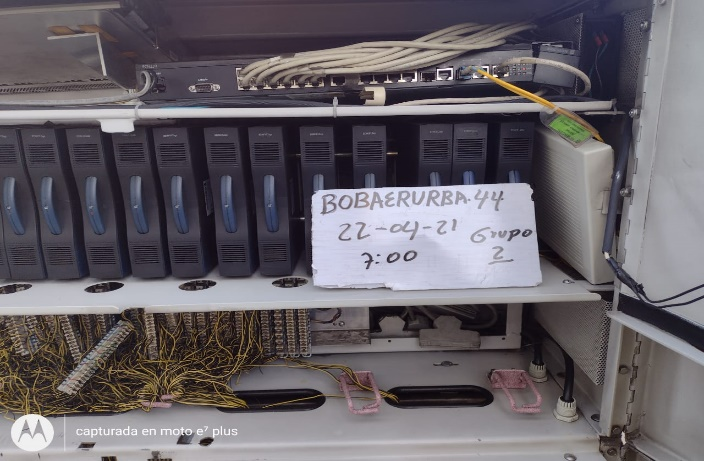 BOBAERURBA-44
22-04-21
7:00
Grupo
2
capturada en moto e⁷ plus